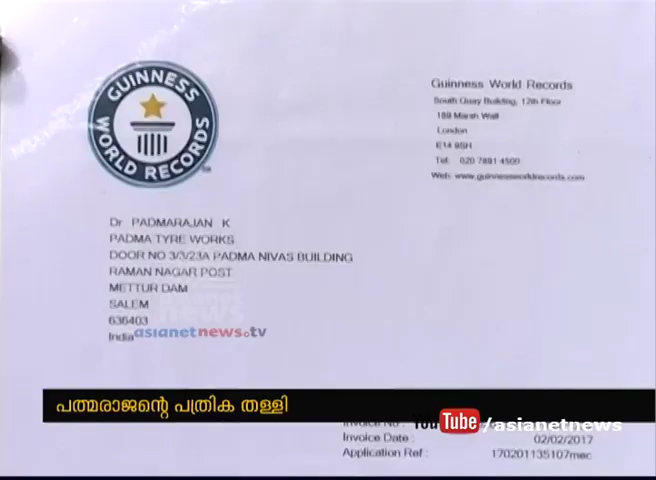 GUINNESS
WORLD RECORDS
Guinness World Records
South Quay Building, 12th Floor
189 Marsh Wall
London
E14 9SH
Tel: 020 7891 4500
Web: www.guinnessworldrecords.com
Dr PADMARAJAN K
PADMA TYRE WORKS
DOOR NO 3/3/23A PADMA NIVAS BUILDING
RAMAN NAGAR POST
METTUR DAM
SALEM
636403
India
asianetnews.tv
പത്മരാജന്റെ പത്രിക തള്ളി
Invoice No :
YouTube /asianetnews
Invoice Date : 02/02/2017
Application Ref : 170201135107mec